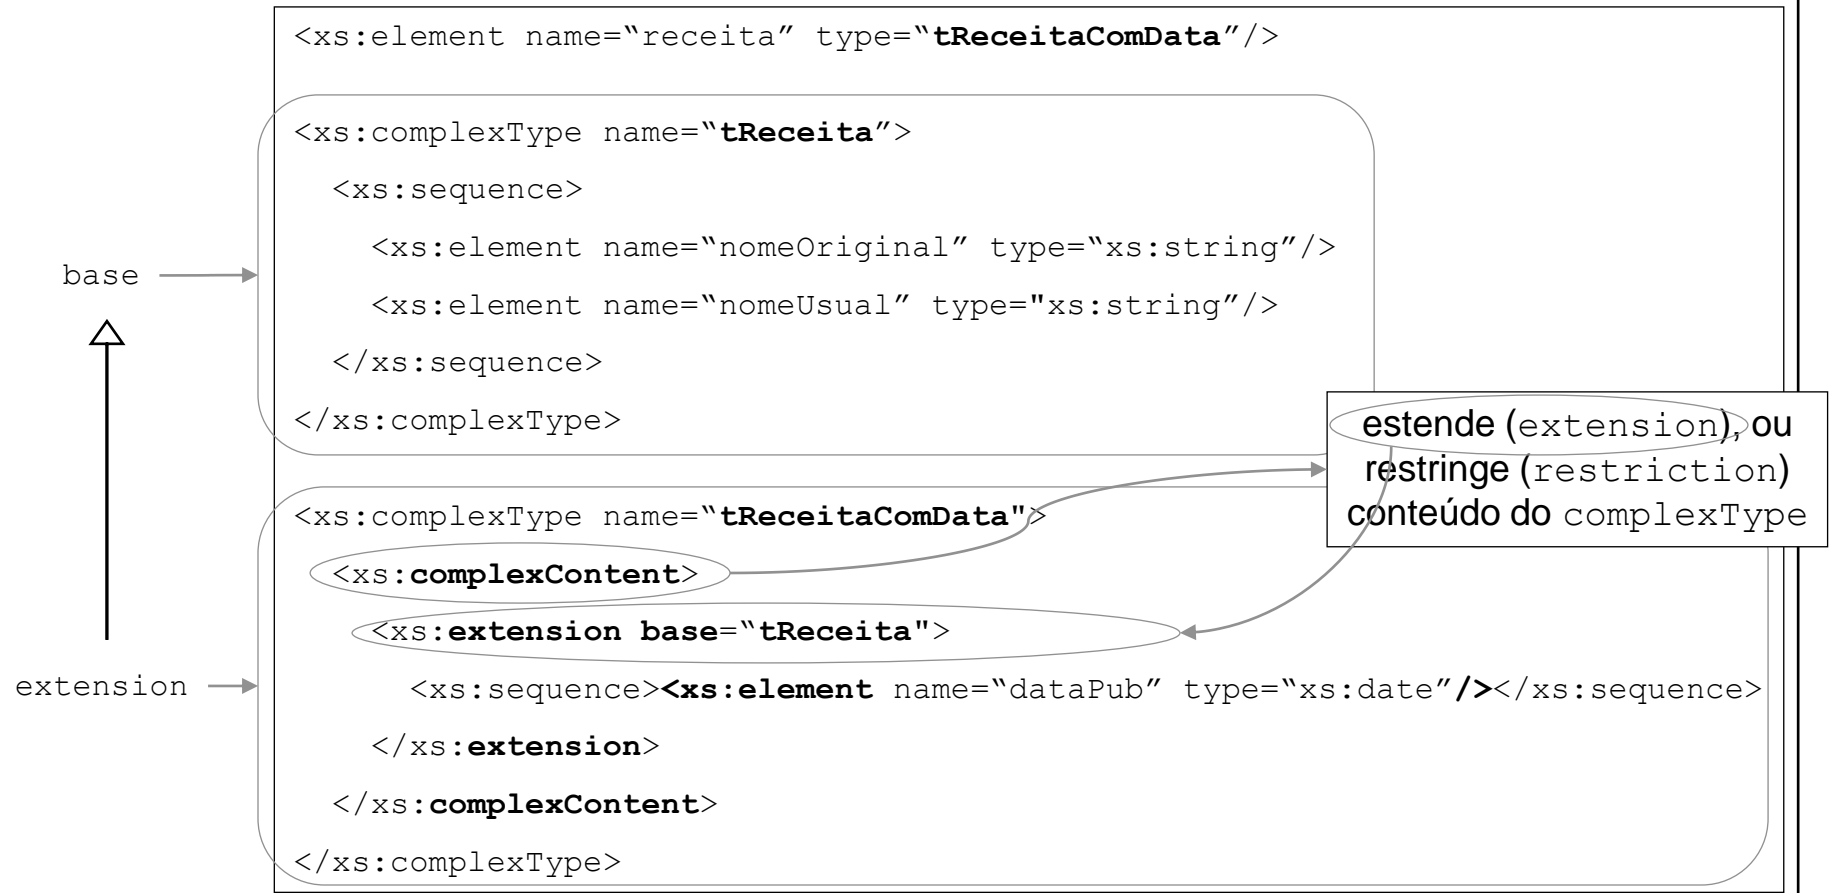 <xs:element name=“receita” type=“tReceitaComData”/>
<xs:complexType name=“tReceita”>
<xs:sequence>
<xs:element name=“nomeOriginal” type=“xs:string”/>
base
<xs:element name=“nomeUsual” type="xs:string”/>
</xs:sequence>
</xs:complexType>
estende (extension), ou
restringe (restriction)
conteúdo do complexType
<xs:complexType name=“tReceitaComData">
<xs:complexContent>
<xs:extension base=“tReceita">
extension
<xs:sequence><xs:element name=“dataPub” type=“xs:date”/></xs:sequence>
</xs:extension>
</xs:complexContent>
</xs:complexType>